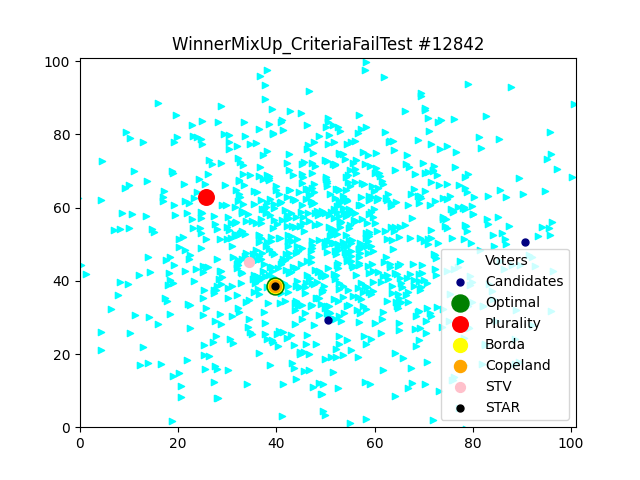 WinnerMixUp_CriteriaFailTest #12842
100
80
60
40
20
0
0
20
40
60
80
100
Voters
Candidates
Optimal
Plurality
Borda
Copeland
STV
STAR